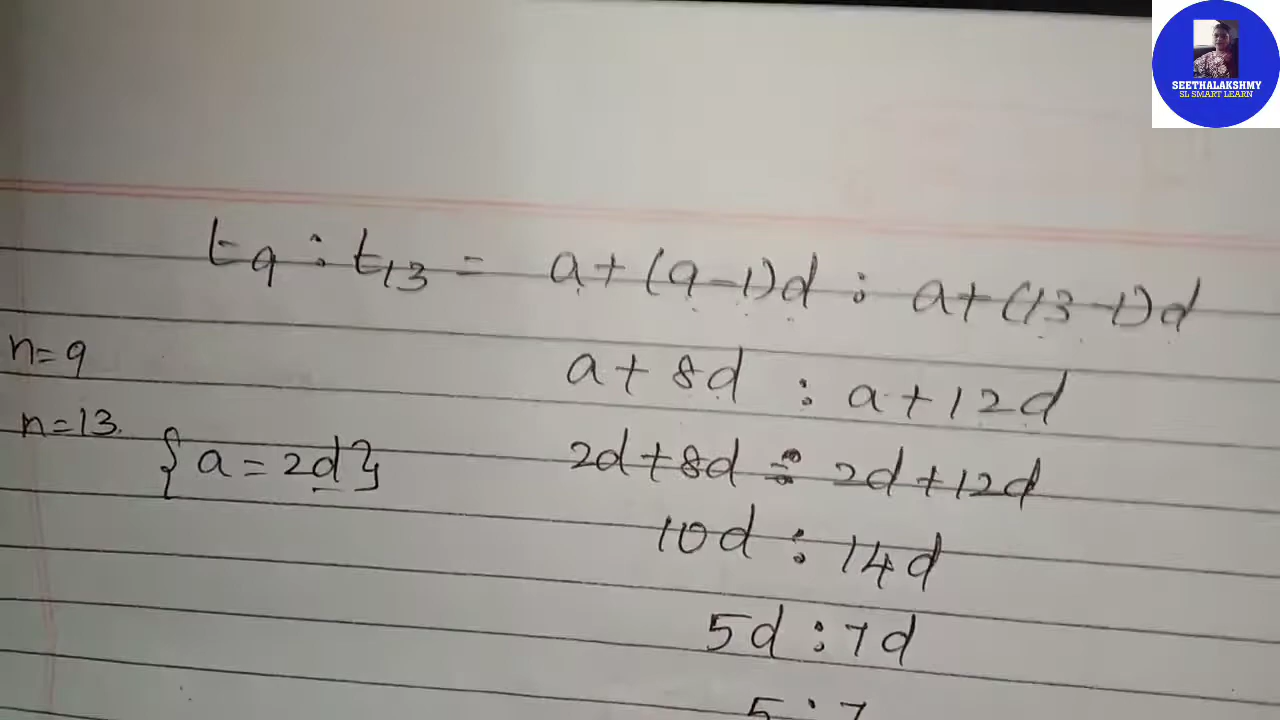 SEETHALAKSHMY
SL SMART LEARN
t9 : t13 = a+(9-1)d : a+(13-1)d
n=9
a+8d : a+12d
n=13.
{a=2d}
2d+8d : 2d+12d
10d : 14d
5d : 7d
5 : 7